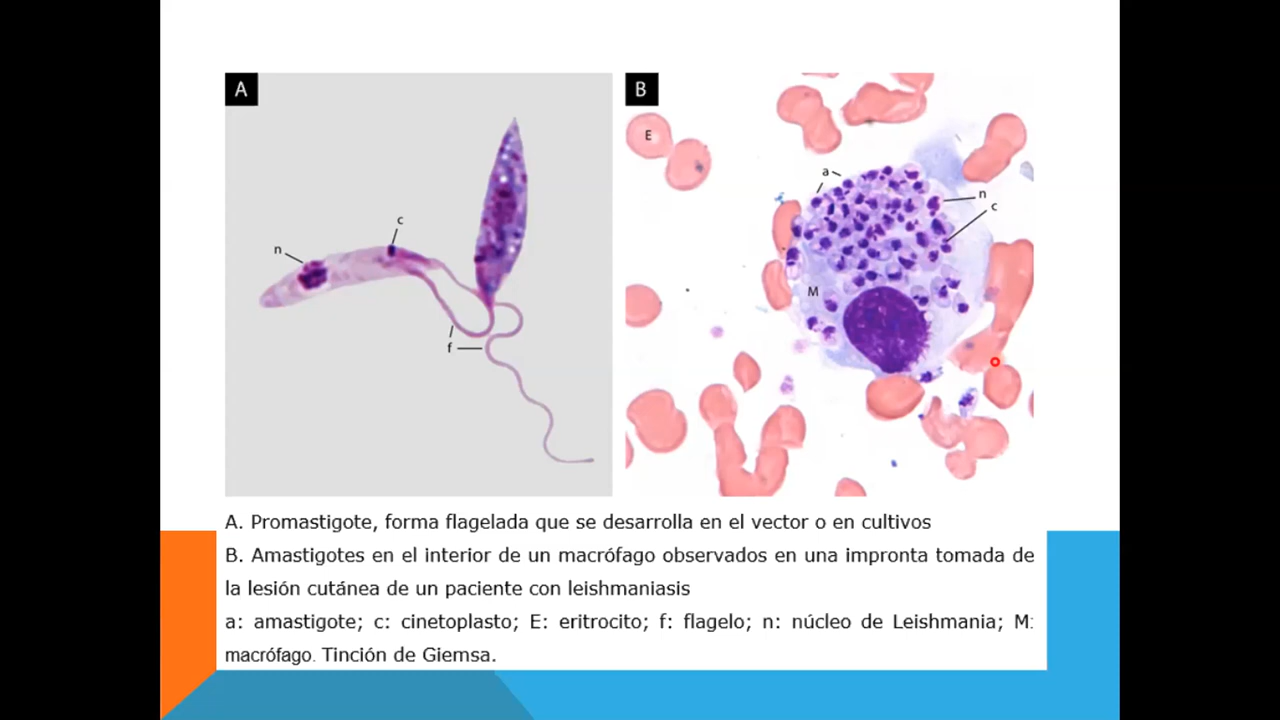 A
B
E
a
n
c
c
n
M
f
A. Promastigote, forma flagelada que se desarrolla en el vector o en cultivos
B. Amastigotes en el interior de un macrófago observados en una impronta tomada de
la lesión cutánea de un paciente con leishmaniasis
a: amastigote; c: cinetoplasto; E: eritrocito; f: flagelo; n: núcleo de Leishmania; M:
macrófago. Tinción de Giemsa.